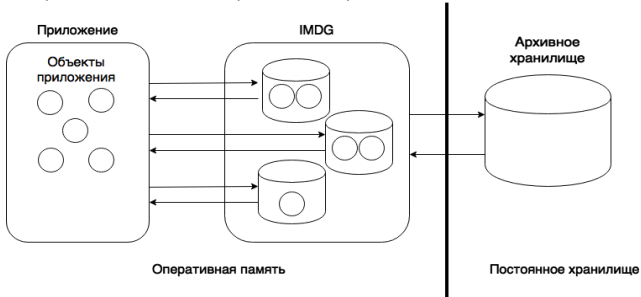 Приложение
IMDG
Объекты
приложения
Архивное
хранилище
Оперативная память
Постоянное хранилище